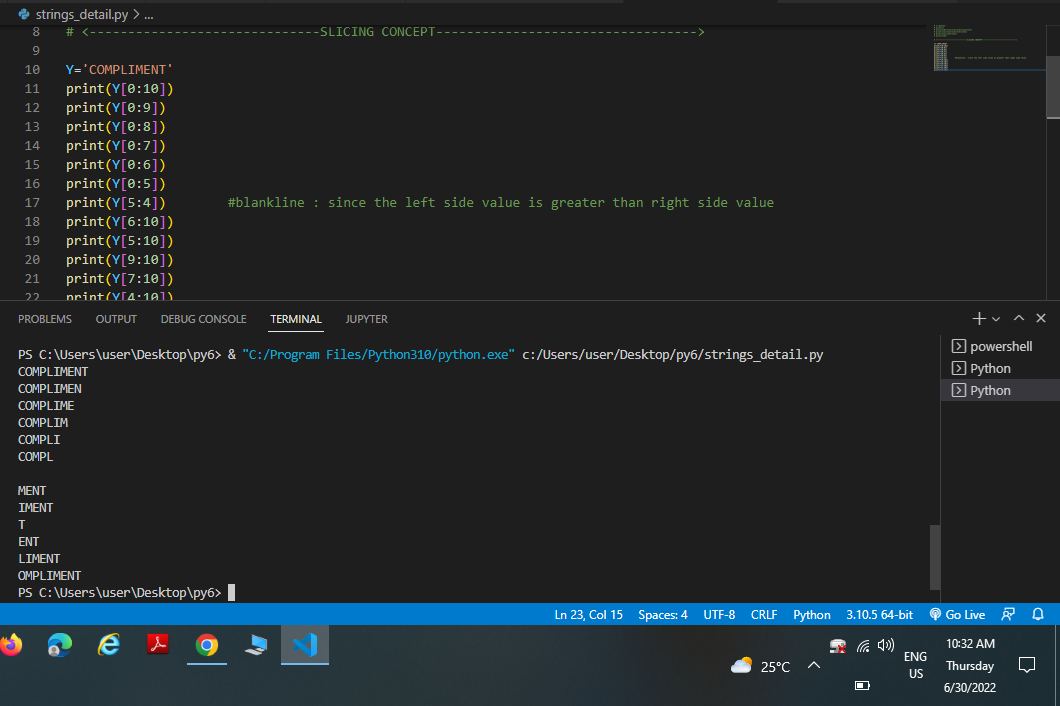 strings_detail.py > ...
8 # <-----------------------------SLICING CONCEPT--------------------------------->
9
10 Y='COMPLIMENT'
11 print(Y[0:10])
12 print(Y[0:9])
13 print(Y[0:8])
14 print(Y[0:7])
15 print(Y[0:6])
16 print(Y[0:5])
17 print(Y[5:4]) #blankline : since the left side value is greater than right side value
18 print(Y[6:10])
19 print(Y[5:10])
20 print(Y[9:10])
21 print(Y[7:10])
22 print(Y[4:10])
PROBLEMS OUTPUT DEBUG CONSOLE TERMINAL JUPYTER
PS C:\Users\user\Desktop\py6> & "C:/Program Files/Python310/python.exe" c:/Users/user/Desktop/py6/strings_detail.py
COMPLIMENT
COMPLIMEN
COMPLIME
COMPLIM
COMPLI
COMPL

MENT
IMENT
T
ENT
LIMENT
OMPLIMENT
PS C:\Users\user\Desktop\py6>
powershell
Python
Python
Ln 23, Col 15 Spaces: 4 UTF-8 CRLF Python 3.10.5 64-bit Go Live
25°C
ENG
US
10:32 AM
Thursday
6/30/2022